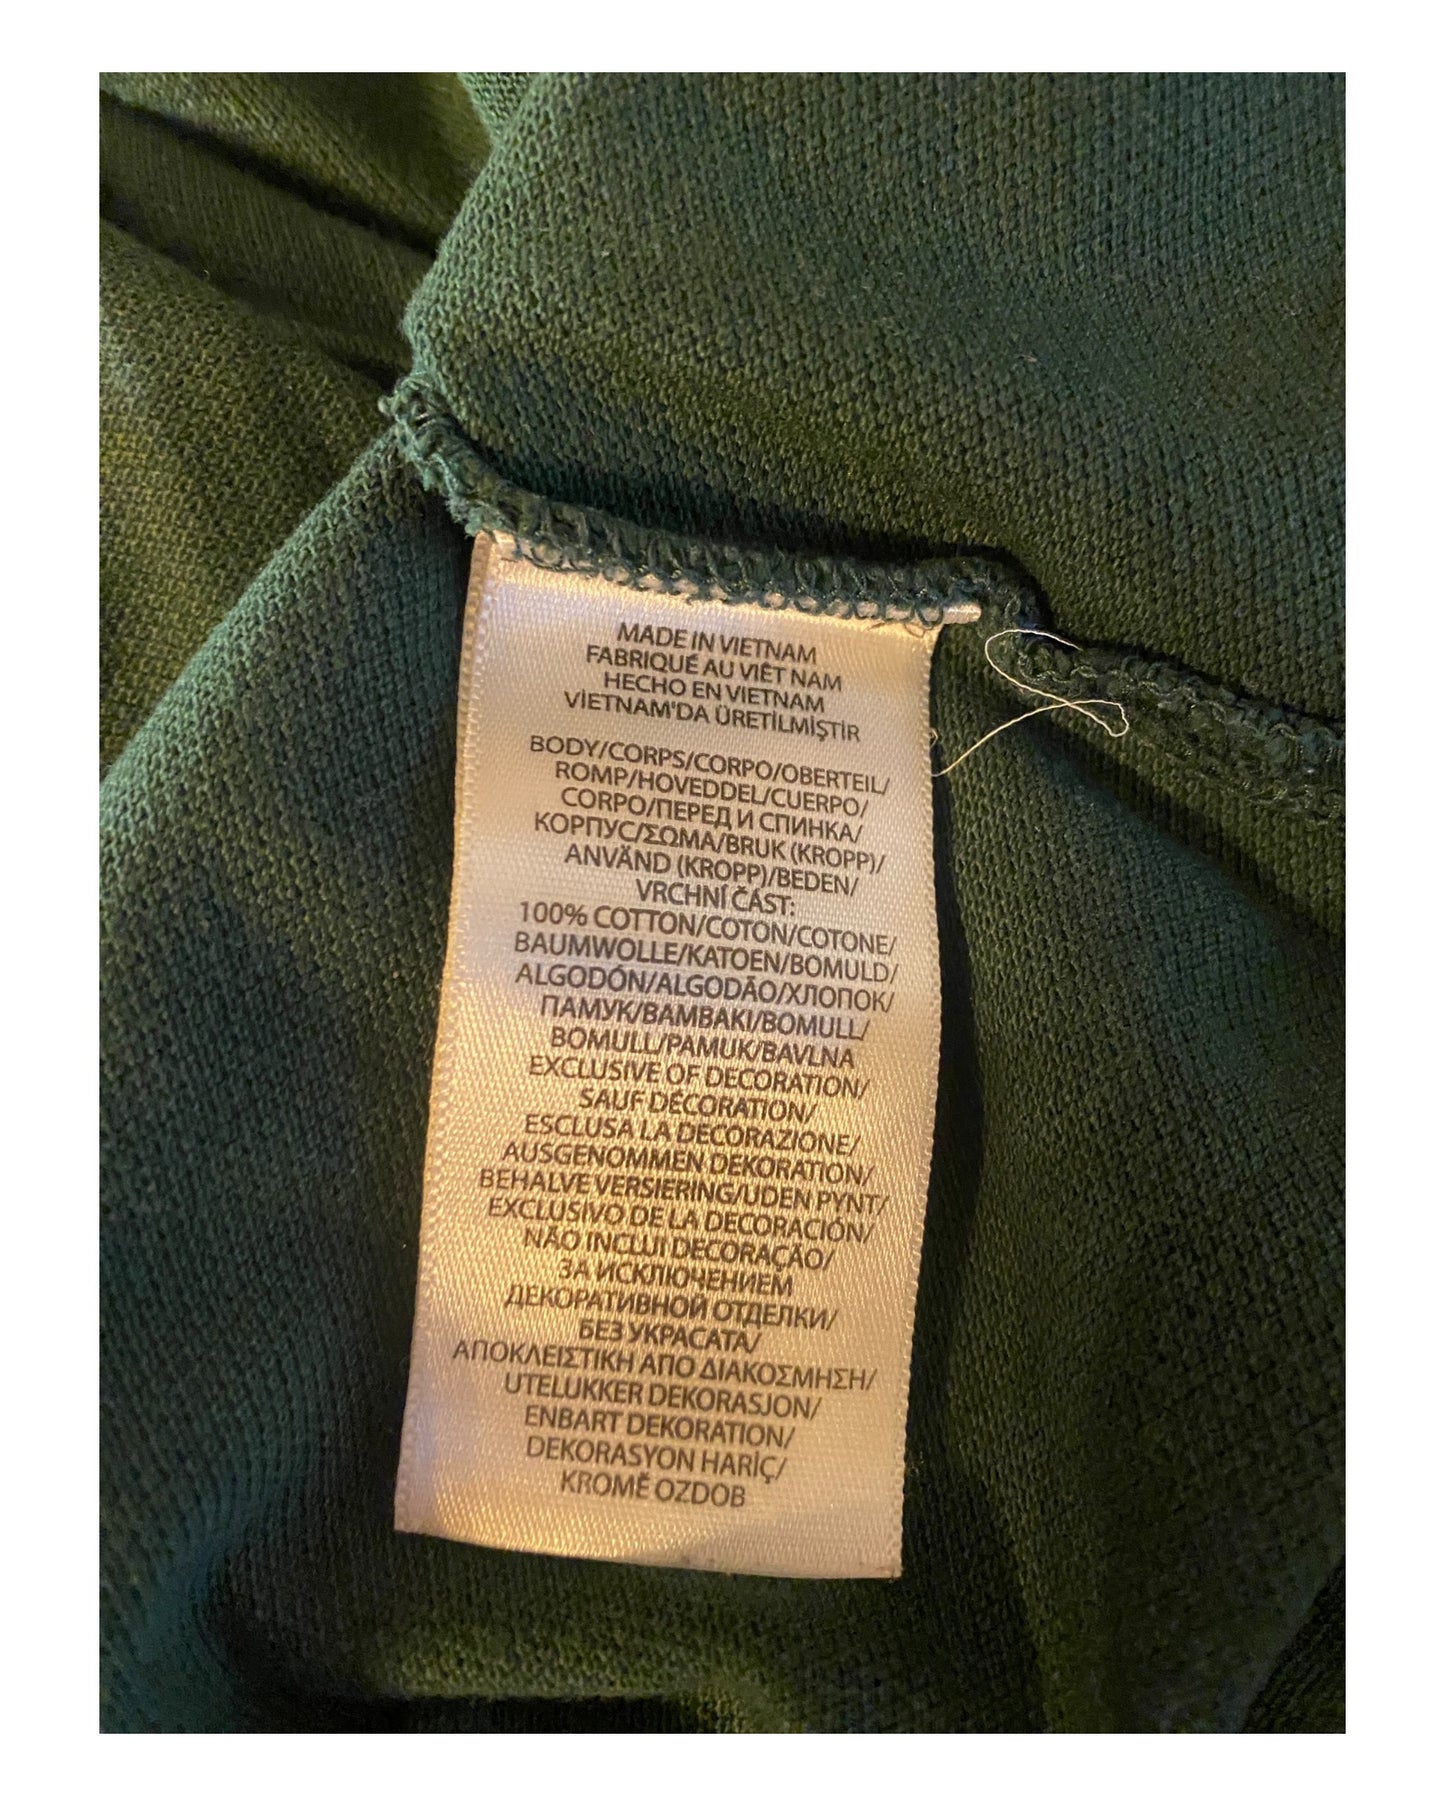 MADE IN VIETNAM
FABRIQUÉ AU VIÊT NAM
HECHO EN VIETNAM
VİETNAM'DA ÜRETİLMİŞTİR
BODY/CORPS/CORPO/OBERTEIL/
ROMP/HOVEDDEL/CUERPO/
CORPO/ПЕРЕД И СПИНКА/
КОРПУС/ΣΩΜΑ/BRUK (KROPP)/
ANVÄND (KROPP)/BEDEN/
VRCHNÍ ČÁST:
100% COTTON/COTON/COTONE/
BAUMWOLLE/KATOEN/BOMULD/
ALGODÓN/ALGODÃO/ХЛОПОК/
ПАМУК/BAMBAKI/BOMULL/
BOMULL/PAMUK/BAVLNA
EXCLUSIVE OF DECORATION/
SAUF DÉCORATION/
ESCLUSA LA DECORAZIONE/
AUSGENOMMEN DEKORATION/
BEHALVE VERSIERING/UDEN PYNT/
EXCLUSIVO DE LA DECORACIÓN/
NÃO INCLUI DECORAÇÃO/
ЗА ИСКЛЮЧЕНИЕМ
ДЕКОРАТИВНОЙ ОТДЕЛКИ/
БЕЗ УКРАСАТА/
ΑΠΟΚΛΕΙΣΤΙΚΗ ΑΠΟ ΔΙΑΚΟΣΜΗΣΗ/
UTELUKKER DEKORASJON/
ENBART DEKORATION/
DEKORASYON HARİÇ/
KROMĚ OZDOB